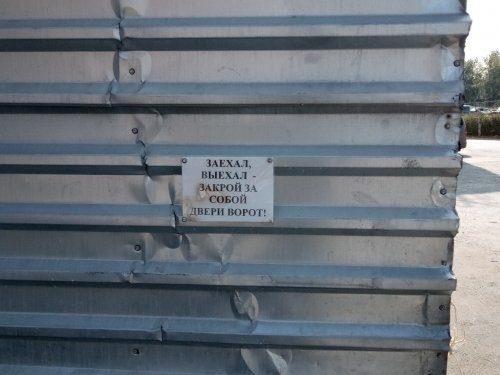 ЗАЕХАЛ,
ВЫЕХАЛ -
ЗАКРОЙ ЗА
СОБОЙ
ДВЕРИ ВОРОТ!